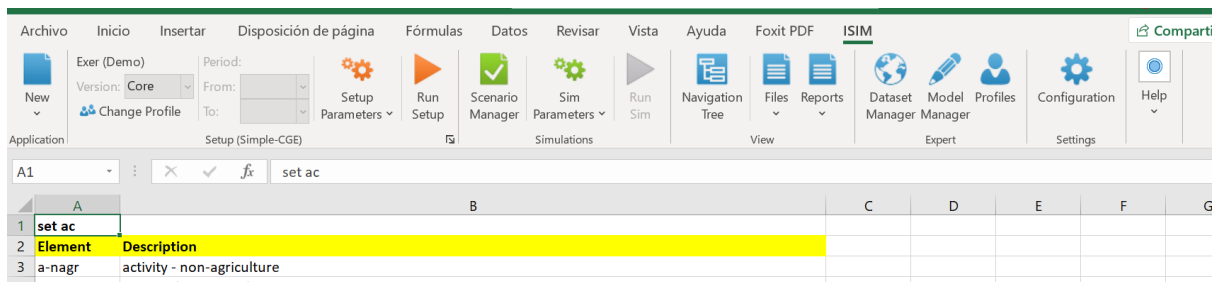 Archivo Inicio Insertar Disposición de página Fórmulas Datos Revisar Vista Ayuda Foxit PDF ISIM Comparti
Exer (Demo) Period:
Version: Core From:
Change Profile To:
New
Setup Parameters
Run Setup
Scenario Manager
Sim Parameters
Run Sim
Navigation Tree
Files
Reports
Dataset Manager
Model Manager
Profiles
Configuration
Help
Application Setup (Simple-CGE) Simulations View Expert Settings
A1 fx set ac
A B C D E F G
1 set ac
2 Element Description
3 a-nagr activity - non-agriculture